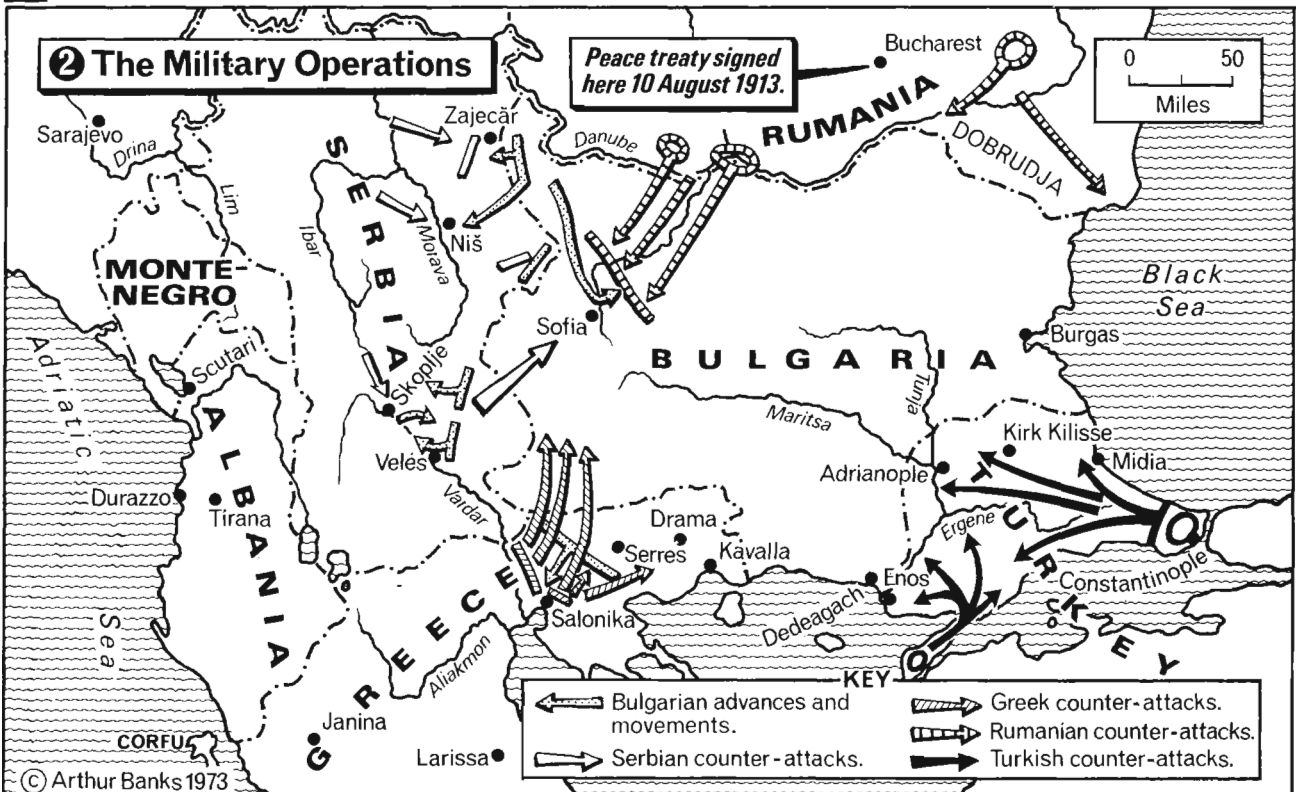 ❷ The Military Operations
Peace treaty signed
here 10 August 1913.
Bucharest
0 50
Miles
Sarajevo
Drina
Zajecăr
Danube
RUMANIA
DOBRUDJA
SERBIA
Lim
Ibar
Morava
Niš
MONTE
NEGRO
Black
Sea
Sofia
Burgas
BULGARIA
Adriatic
Sea
Scutari
Skoplje
Tunja
Maritsa
Kirk Kilisse
ALBANIA
Veles
Adrianople
Midia
Durazzo
Tirana
Vardar
Drama
TURKEY
Ergene
Serres
Kavalla
Enos
Constantinople
GREECE
Salonika
Dedeagach
Aliakmon
Janina
CORFU
Larissa
KEY
Bulgarian advances and
movements.
Serbian counter-attacks.
Greek counter-attacks.
Rumanian counter-attacks.
Turkish counter-attacks.
© Arthur Banks 1973